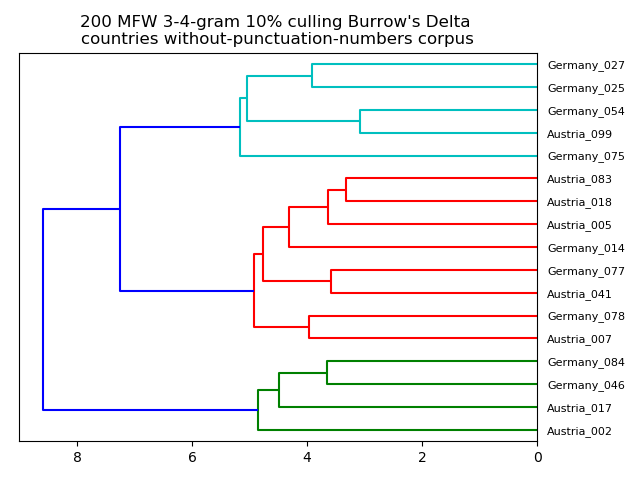 200 MFW 3-4-gram 10% culling Burrow's Delta
countries without-punctuation-numbers corpus
Germany_027
Germany_025
Germany_054
Austria_099
Germany_075
Austria_083
Austria_018
Austria_005
Germany_014
Germany_077
Austria_041
Germany_078
Austria_007
Germany_084
Germany_046
Austria_017
Austria_002
8 6 4 2 0